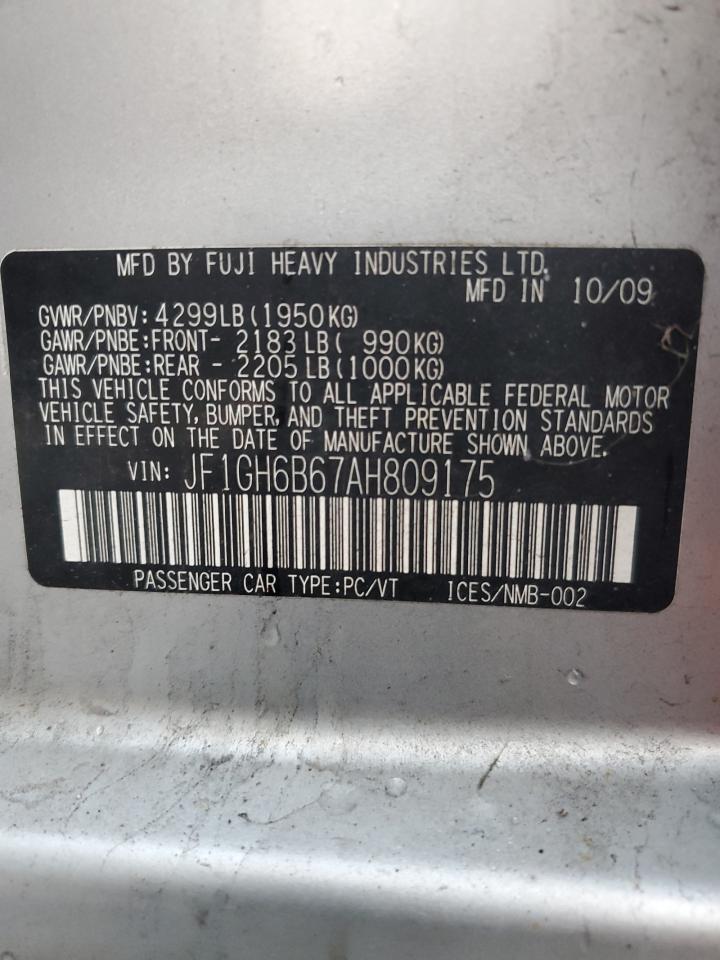 MFD BY FUJI HEAVY INDUSTRIES LTD.
MFD IN 10/09
GVWR/PNBV: 4299LB(1950KG)
GAWR/PNBE:FRONT- 2183LB( 990KG)
GAWR/PNBE:REAR - 2205LB(1000KG)
THIS VEHICLE CONFORMS TO ALL APPLICABLE FEDERAL MOTOR
VEHICLE SAFETY, BUMPER, AND THEFT PREVENTION STANDARDS
IN EFFECT ON THE DATE OF MANUFACTURE SHOWN ABOVE.
VIN: JF1GH6B67AH809175
PASSENGER CAR TYPE:PC/VT ICES/NMB-002